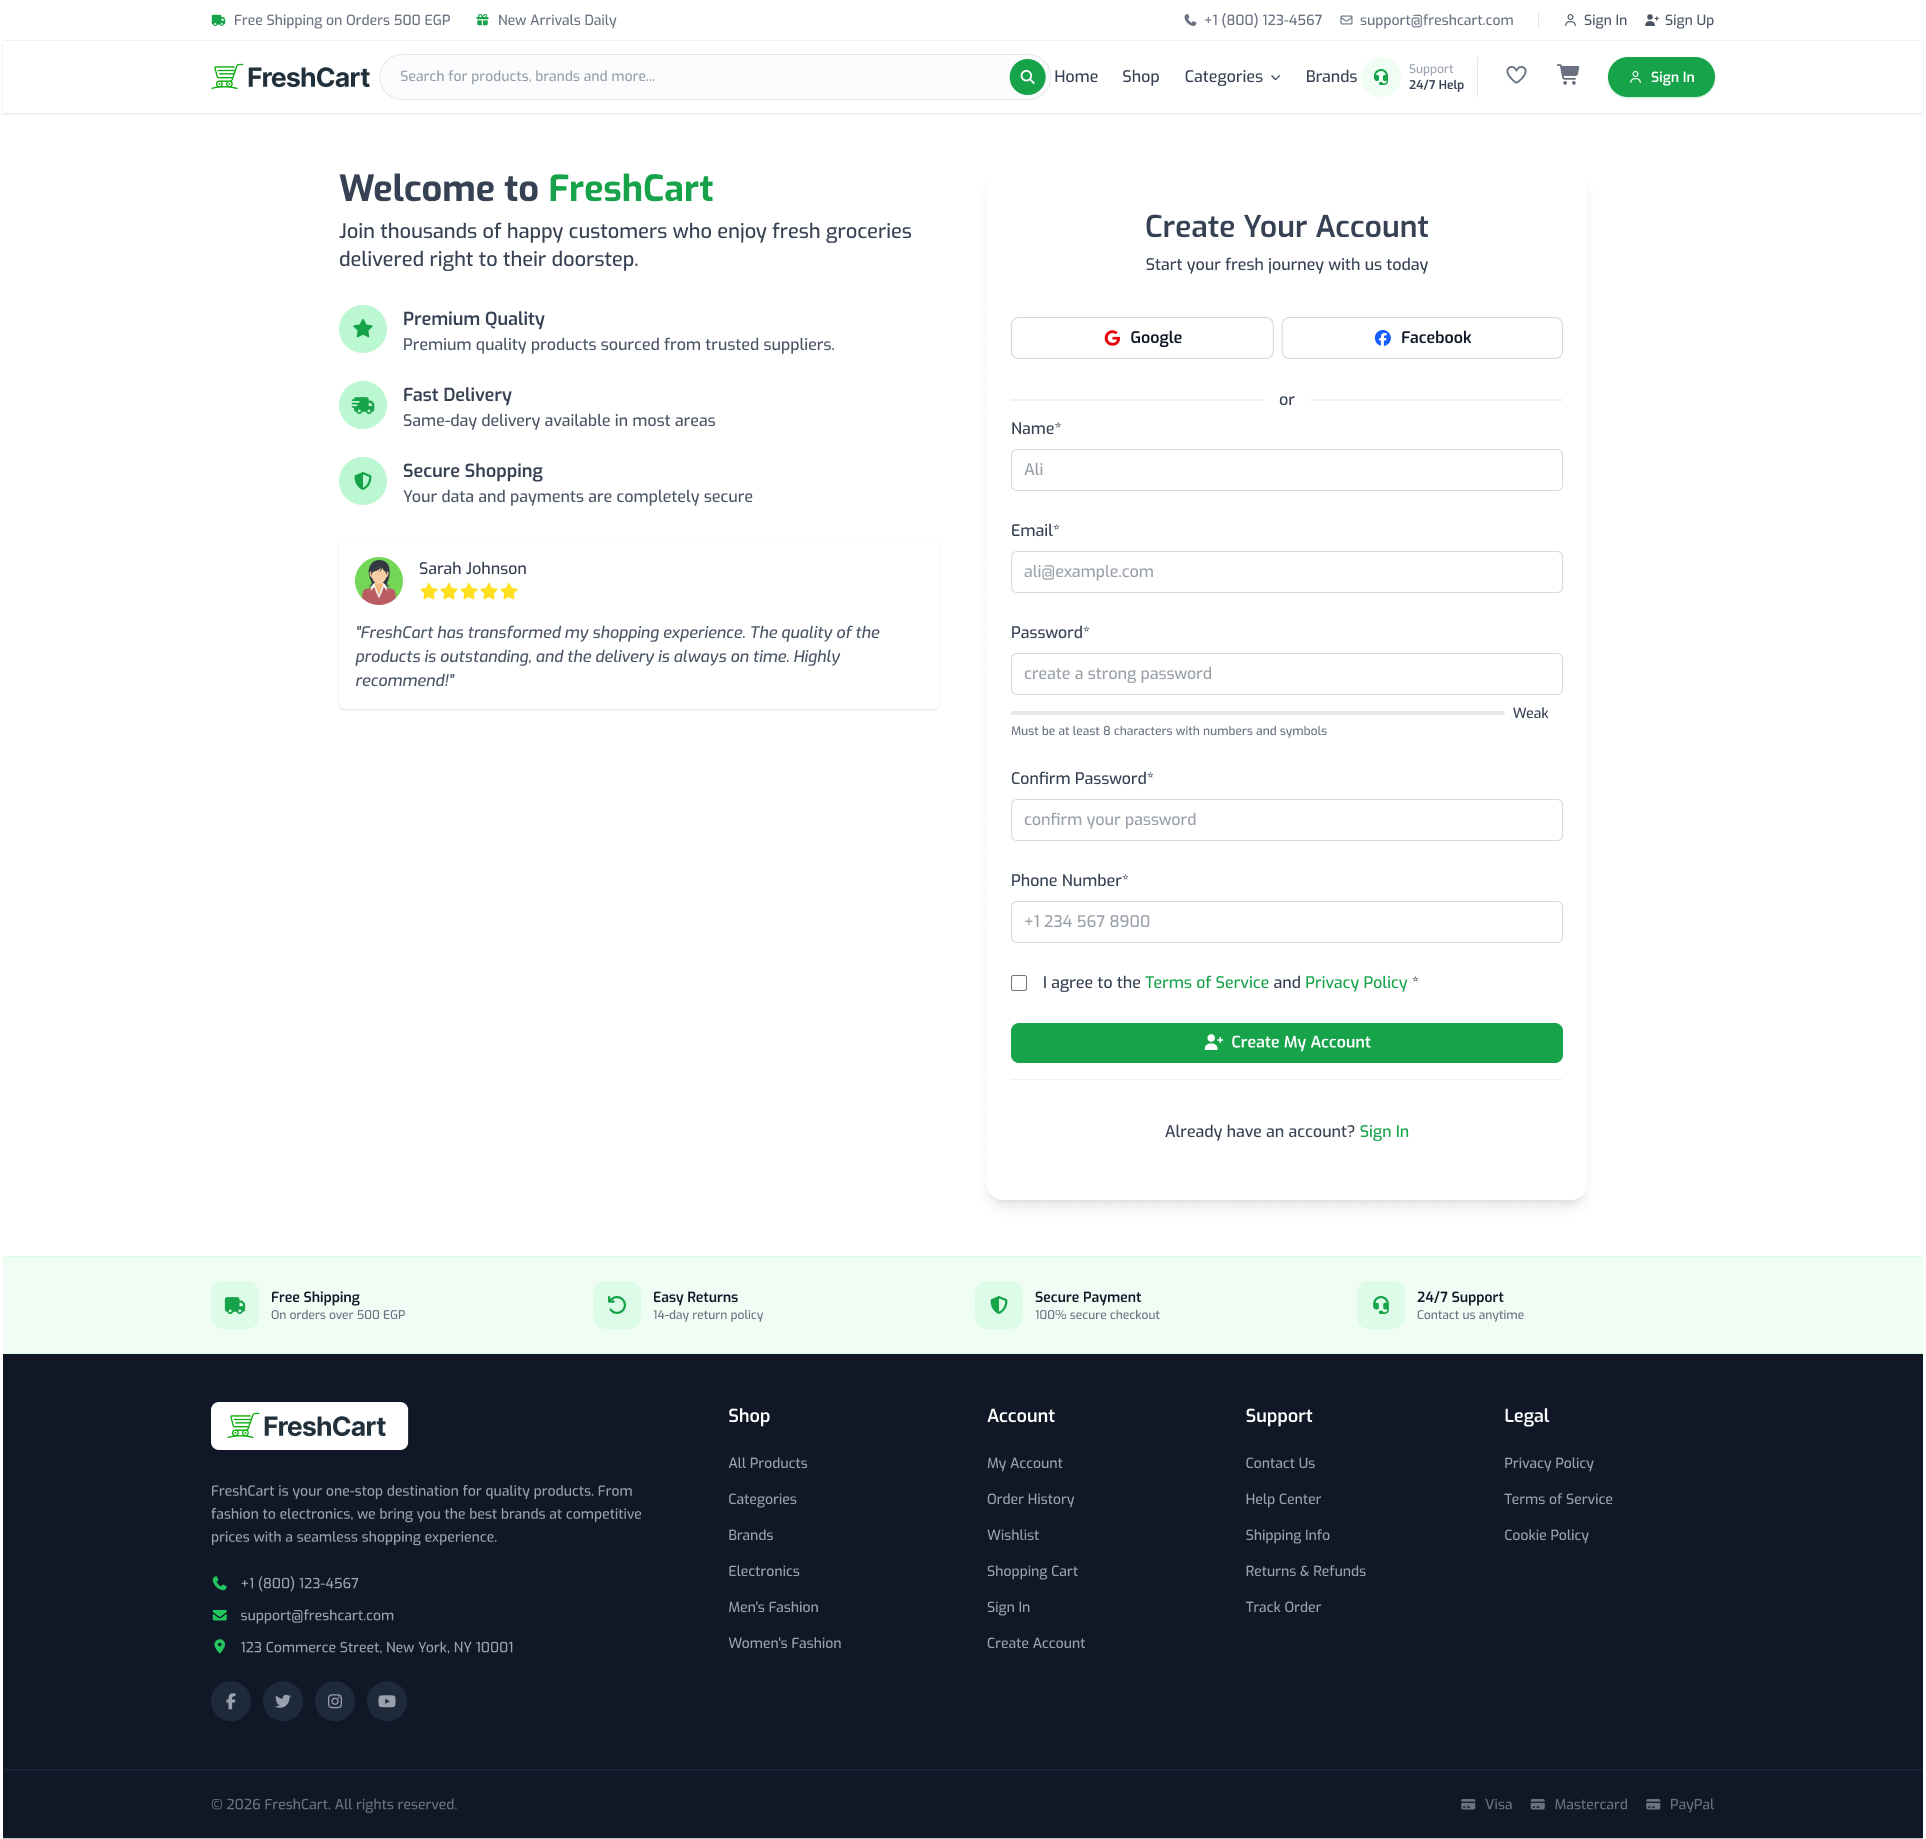 Free Shipping on Orders 500 EGP
New Arrivals Daily
+1 (800) 123-4567
support@freshcart.com
Sign In
Sign Up
FreshCart
Search for products, brands and more...
Home
Shop
Categories
Brands
Support
24/7 Help
Sign In
Welcome to FreshCart
Join thousands of happy customers who enjoy fresh groceries
delivered right to their doorstep.
Premium Quality
Premium quality products sourced from trusted suppliers.
Fast Delivery
Same-day delivery available in most areas
Secure Shopping
Your data and payments are completely secure
Sarah Johnson
"FreshCart has transformed my shopping experience. The quality of the
products is outstanding, and the delivery is always on time. Highly
recommend!"
Create Your Account
Start your fresh journey with us today
Google
Facebook
or
Name*
Ali
Email*
ali@example.com
Password*
create a strong password
Weak
Must be at least 8 characters with numbers and symbols
Confirm Password*
confirm your password
Phone Number*
+1 234 567 8900
I agree to the Terms of Service and Privacy Policy *
Create My Account
Already have an account? Sign In
Free Shipping
On orders over 500 EGP
Easy Returns
14-day return policy
Secure Payment
100% secure checkout
24/7 Support
Contact us anytime
FreshCart
FreshCart is your one-stop destination for quality products. From
fashion to electronics, we bring you the best brands at competitive
prices with a seamless shopping experience.
+1 (800) 123-4567
support@freshcart.com
123 Commerce Street, New York, NY 10001
Shop
All Products
Categories
Brands
Electronics
Men's Fashion
Women's Fashion
Account
My Account
Order History
Wishlist
Shopping Cart
Sign In
Create Account
Support
Contact Us
Help Center
Shipping Info
Returns & Refunds
Track Order
Legal
Privacy Policy
Terms of Service
Cookie Policy
© 2026 FreshCart. All rights reserved.
Visa
Mastercard
PayPal